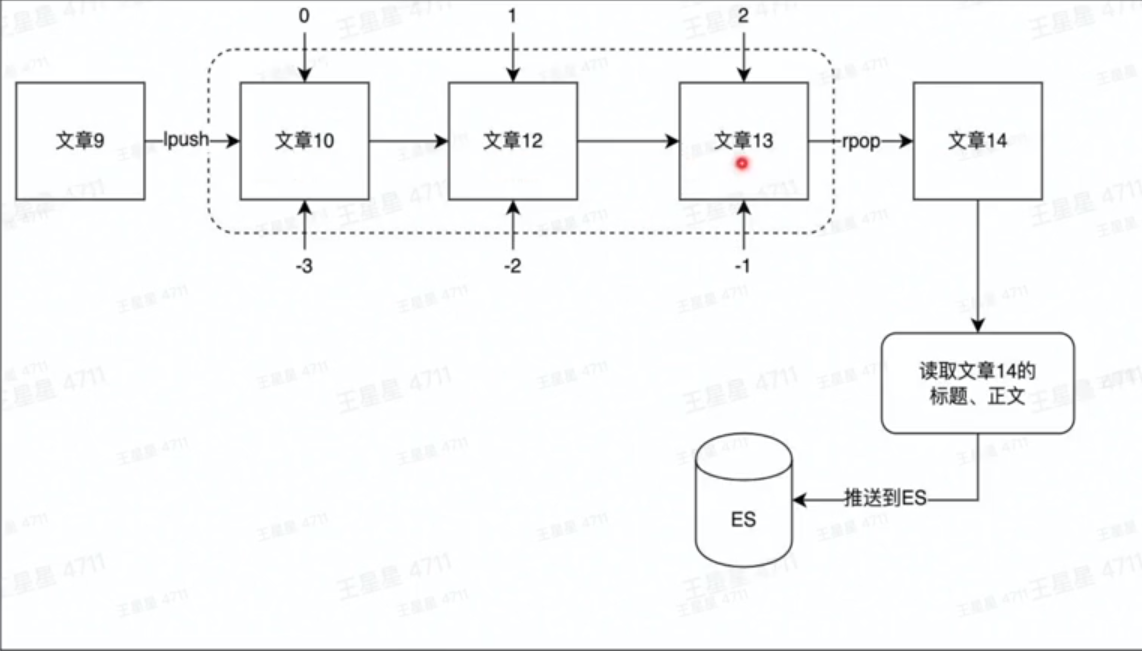 0
1
2
文章9
lpush
文章10
文章12
文章13
rpop
文章14
-3
-2
-1
读取文章14的
标题、正文
推送到ES
ES
王星星 4711